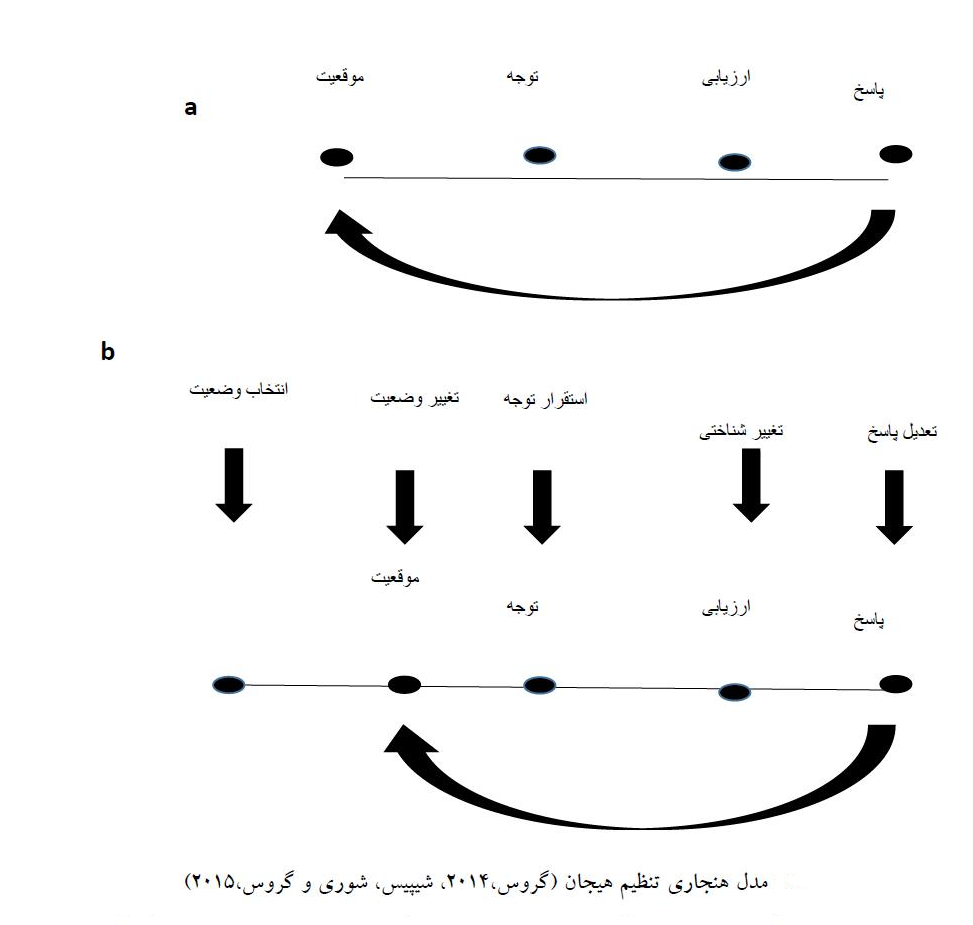 موقعیت
توجه
ارزیابی
پاسخ
a
b
انتخاب وضعیت
تغییر وضعیت
استقرار توجه
تغییر شناختی
تعدیل پاسخ
موقعیت
توجه
ارزیابی
پاسخ
مدل هنجاری تنظیم هیجان (گروس،۲۰۱۴، شیپیس، شوری و گروس،۲۰۱۵)